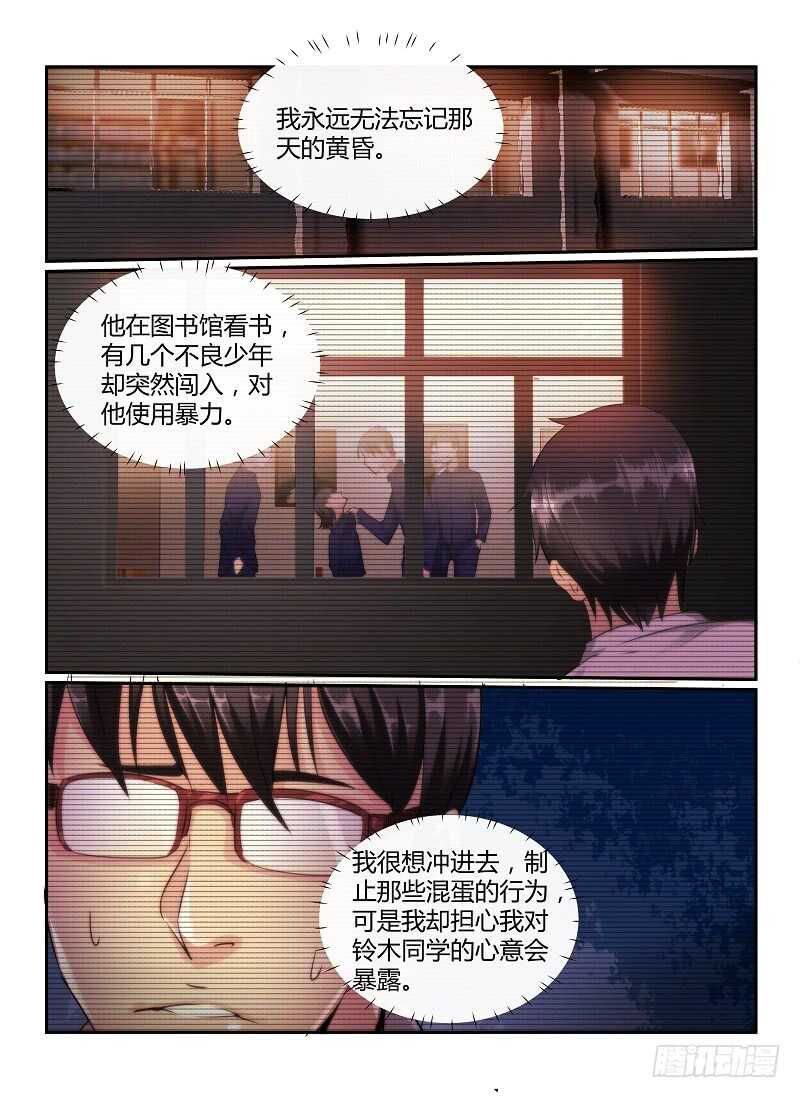 我永远无法忘记那
天的黄昏。
他在图书馆看书，
有几个不良少年
却突然闯入，对
他使用暴力。
我很想冲进去，制
止那些混蛋的行为，
可是我却担心我对
铃木同学的心意会
暴露。
腾讯动漫